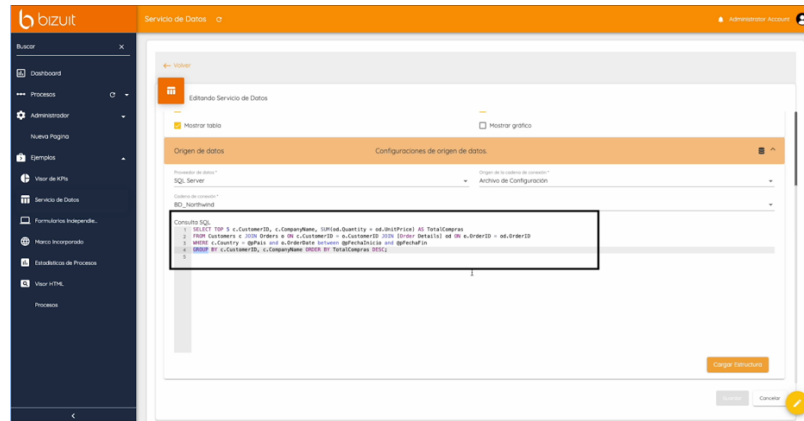 bizuit
Servicio de Datos
Administrator Account
Buscar
Dashboard
Procesos
Administrador
Nueva Pagina
Ejemplos
Visor de KPIs
Servicio de Datos
Formularios Independie...
Marco Incorporado
Estadísticas de Procesos
Visor HTML
Procesos
Volver
Editando Servicio de Datos
Mostrar tabla
Mostrar gráfico
Origen de datos
Configuraciones de origen de datos.
Proveedor de datos *
SQL Server
Origen de la cadena de conexión *
Archivo de Configuración
Cadena de conexión *
BD_Northwind
Consulta SQL
1 SELECT TOP 5 c.CustomerID, c.CompanyName, SUM(od.Quantity * od.UnitPrice) AS TotalCompras
2 FROM Customers c JOIN Orders o ON c.CustomerID = o.CustomerID JOIN [Order Details] od ON o.OrderID = od.OrderID
3 WHERE c.Country = @pPais and o.OrderDate between @pFechaInicio and @pFechaFin
4 GROUP BY c.CustomerID, c.CompanyName ORDER BY TotalCompras DESC;
5
Cargar Estructura
Cancelar